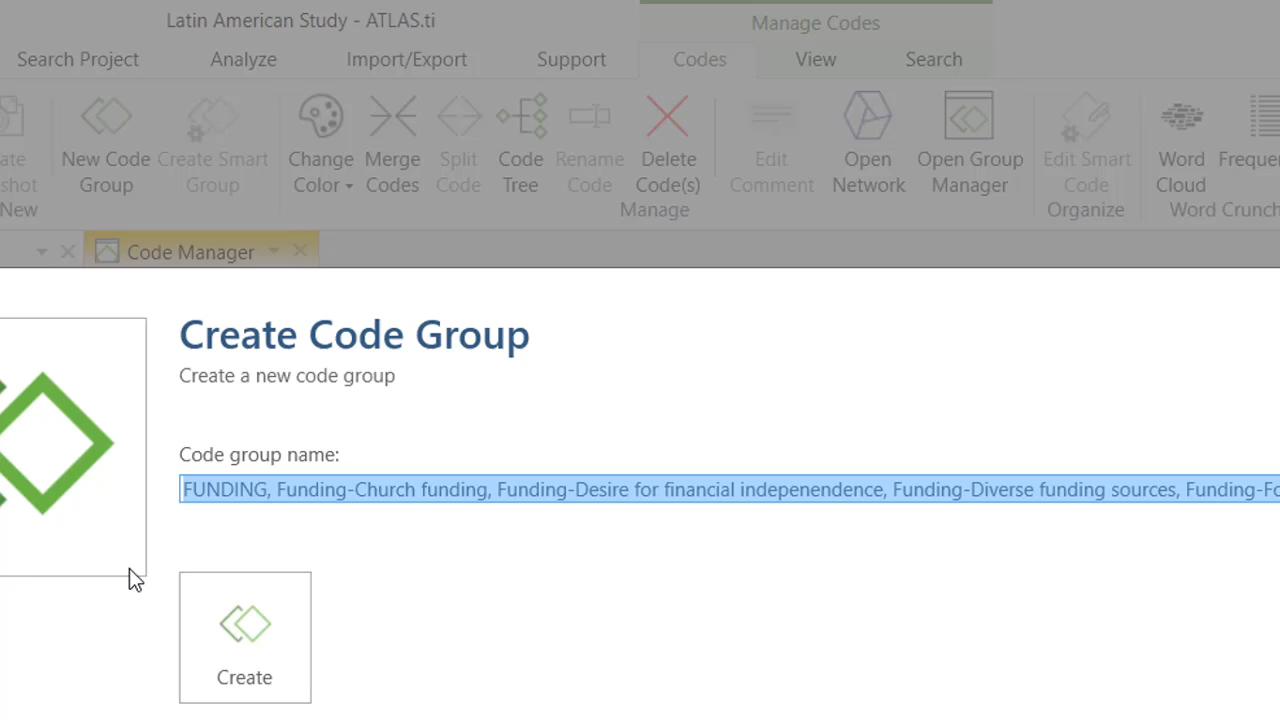 Latin American Study - ATLAS.ti
Manage Codes
Search Project Analyze Import/Export Support Codes View Search
New Code Group
Create Smart Group
Change Color
Merge Codes
Split Code
Code Tree
Rename Code
Delete Code(s)
Edit Comment
Open Network
Open Group Manager
Edit Smart Code
Word Cloud
New
Manage
Organize
Code Manager
Create Code Group
Create a new code group
Code group name:
FUNDING, Funding-Church funding, Funding-Desire for financial indepenendence, Funding-Diverse funding sources,
Create